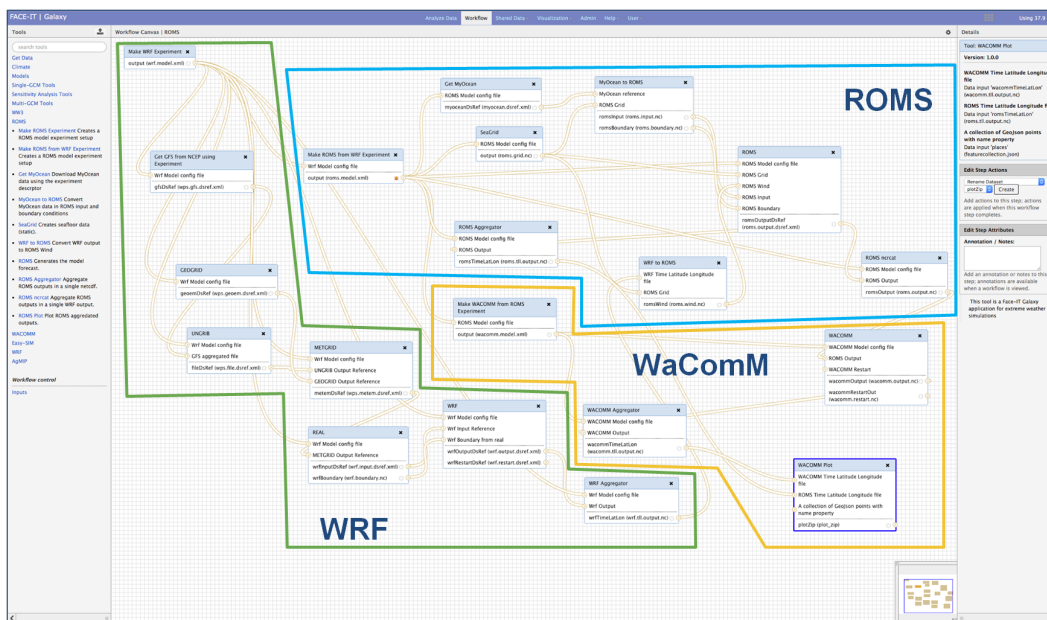 FACE-IT | Galaxy
Analyze Data Workflow Shared Data Visualization Admin Help User
Using 37.9
Tools
search tools
Get Data
Climate
Models
Single-GCM Tools
Sensitivity Analysis Tools
Multi-GCM Tools
WW3
ROMS
Make ROMS Experiment Creates a
ROMS model experiment setup
Make ROMS from WRF Experiment
Creates a ROMS model experiment
setup
Get MyOcean Download MyOcean
data using the experiment
descriptor
MyOcean to ROMS Convert
MyOcean data in ROMS input and
boundary conditions
SeaGrid Creates seafloor data
(static).
WRF to ROMS Convert WRF output
to ROMS Wind
ROMS Generates the model
forecast.
ROMS Aggregator Aggregate
ROMS outputs in a single netcdf.
ROMS ncrcat Aggregate ROMS
outputs in a single WRF output.
ROMS Plot Plot ROMS aggredated
outputs.
WACOMM
Easy-SIM
WRF
AgMIP
Workflow control
Inputs
Workflow Canvas | ROMS
Make WRF Experiment
output (wrf.model.xml)
Get GFS from NCEP using
Experiment
Wrf Model config file
gfsDsRef (wps.gfs.dsref.xml)
GEOGRID
Wrf Model config file
geoemDsRef (wps.geoem.dsref.xml)
UNGRIB
Wrf Model config file
GFS aggregated file
fileDsRef (wps.file.dsref.xml)
METGRID
Wrf Model config file
UNGRIB Output Reference
GEOGRID Output Reference
metemDsRef (wps.metem.dsref.xml)
REAL
Wrf Model config file
METGRID Output Reference
wrfInputDsRef (wrf.input.dsref.xml)
wrfBoundary (wrf.boundary.nc)
WRF
Wrf Model config file
Wrf Input Reference
Wrf Boundary from real
wrfOutputDsRef (wrf.output.dsref.xml)
wrfRestartDsRef (wrf.restart.dsref.xml)
WRF Aggregator
Wrf Model config file
Wrf Output
wrfTimeLatLon (wrf.tll.output.nc)
WRF
Make ROMS from WRF Experiment
Wrf Model config file
output (roms.model.xml)
Get MyOcean
ROMS Model config file
myoceanDsRef (myocean.dsref.xml)
SeaGrid
ROMS Model config file
output (roms.grid.nc)
MyOcean to ROMS
MyOcean reference
ROMS Grid
romsInput (roms.input.nc)
romsBoundary (roms.boundary.nc)
ROMS
ROMS
ROMS Model config file
ROMS Grid
ROMS Wind
ROMS Input
ROMS Boundary
romsOutputDsRef
(roms.output.dsref.xml)
ROMS Aggregator
ROMS Model config file
ROMS Output
romsTimeLatLon (roms.tll.output.nc)
WRF to ROMS
WRF Time Latitude Longitude
file
ROMS Grid
romsWind (roms.wind.nc)
ROMS ncrcat
ROMS Model config file
ROMS Output
romsOutput (roms.output.nc)
Make WACOMM from ROMS
Experiment
ROMS Model config file
output (wacomm.model.xml)
WaComM
WACOMM
WACOMM Model config file
ROMS Output
WACOMM Restart
wacommOutput (wacomm.output.nc)
wacommRestartOut
(wacomm.restart.nc)
WACOMM Aggregator
WACOMM Model config file
WACOMM Output
wacommTimeLatLon
(wacomm.tll.output.nc)
WACOMM Plot
WACOMM Time Latitude Longitude
file
ROMS Time Latitude Longitude file
A collection of GeoJson points with
name property
plotZip (plot_zip)
Details
Tool: WACOMM Plot
Version: 1.0.0
WACOMM Time Latitude Longitude
file
Data input 'wacommTimeLatLon'
(wacomm.tll.output.nc)
ROMS Time Latitude Longitude file
Data input 'romsTimeLatLon'
(roms.tll.output.nc)
A collection of GeoJson points
with name property
Data input 'places'
(featurecollection.json)
Edit Step Actions
Rename Dataset
plotZip Create
Add actions to this step; actions
are applied when this workflow
step completes.
Edit Step Attributes
Annotation / Notes:
Add an annotation or notes to this
step; annotations are available
when a workflow is viewed.
This tool is a Face-IT Galaxy
application for extreme weather
simulations